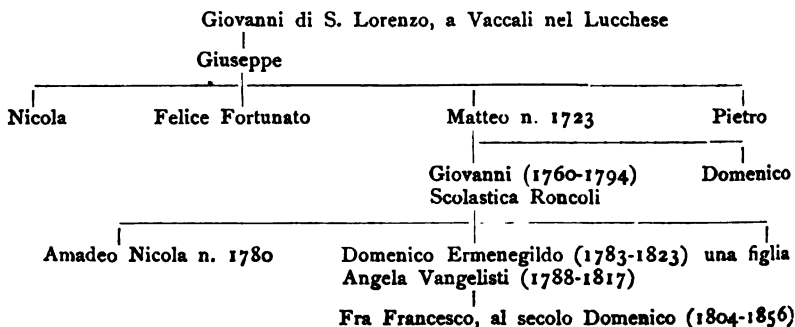 Giovanni di S. Lorenzo, a Vaccali nel Lucchese
Giuseppe
Nicola Felice Fortunato Matteo n. 1723 Pietro
Giovanni (1760-1794) Domenico
Scolastica Roncoli
Amadeo Nicola n. 1780 Domenico Ermenegildo (1783-1823) una figlia
Angela Vangelisti (1788-1817)
Fra Francesco, al secolo Domenico (1804-1856)